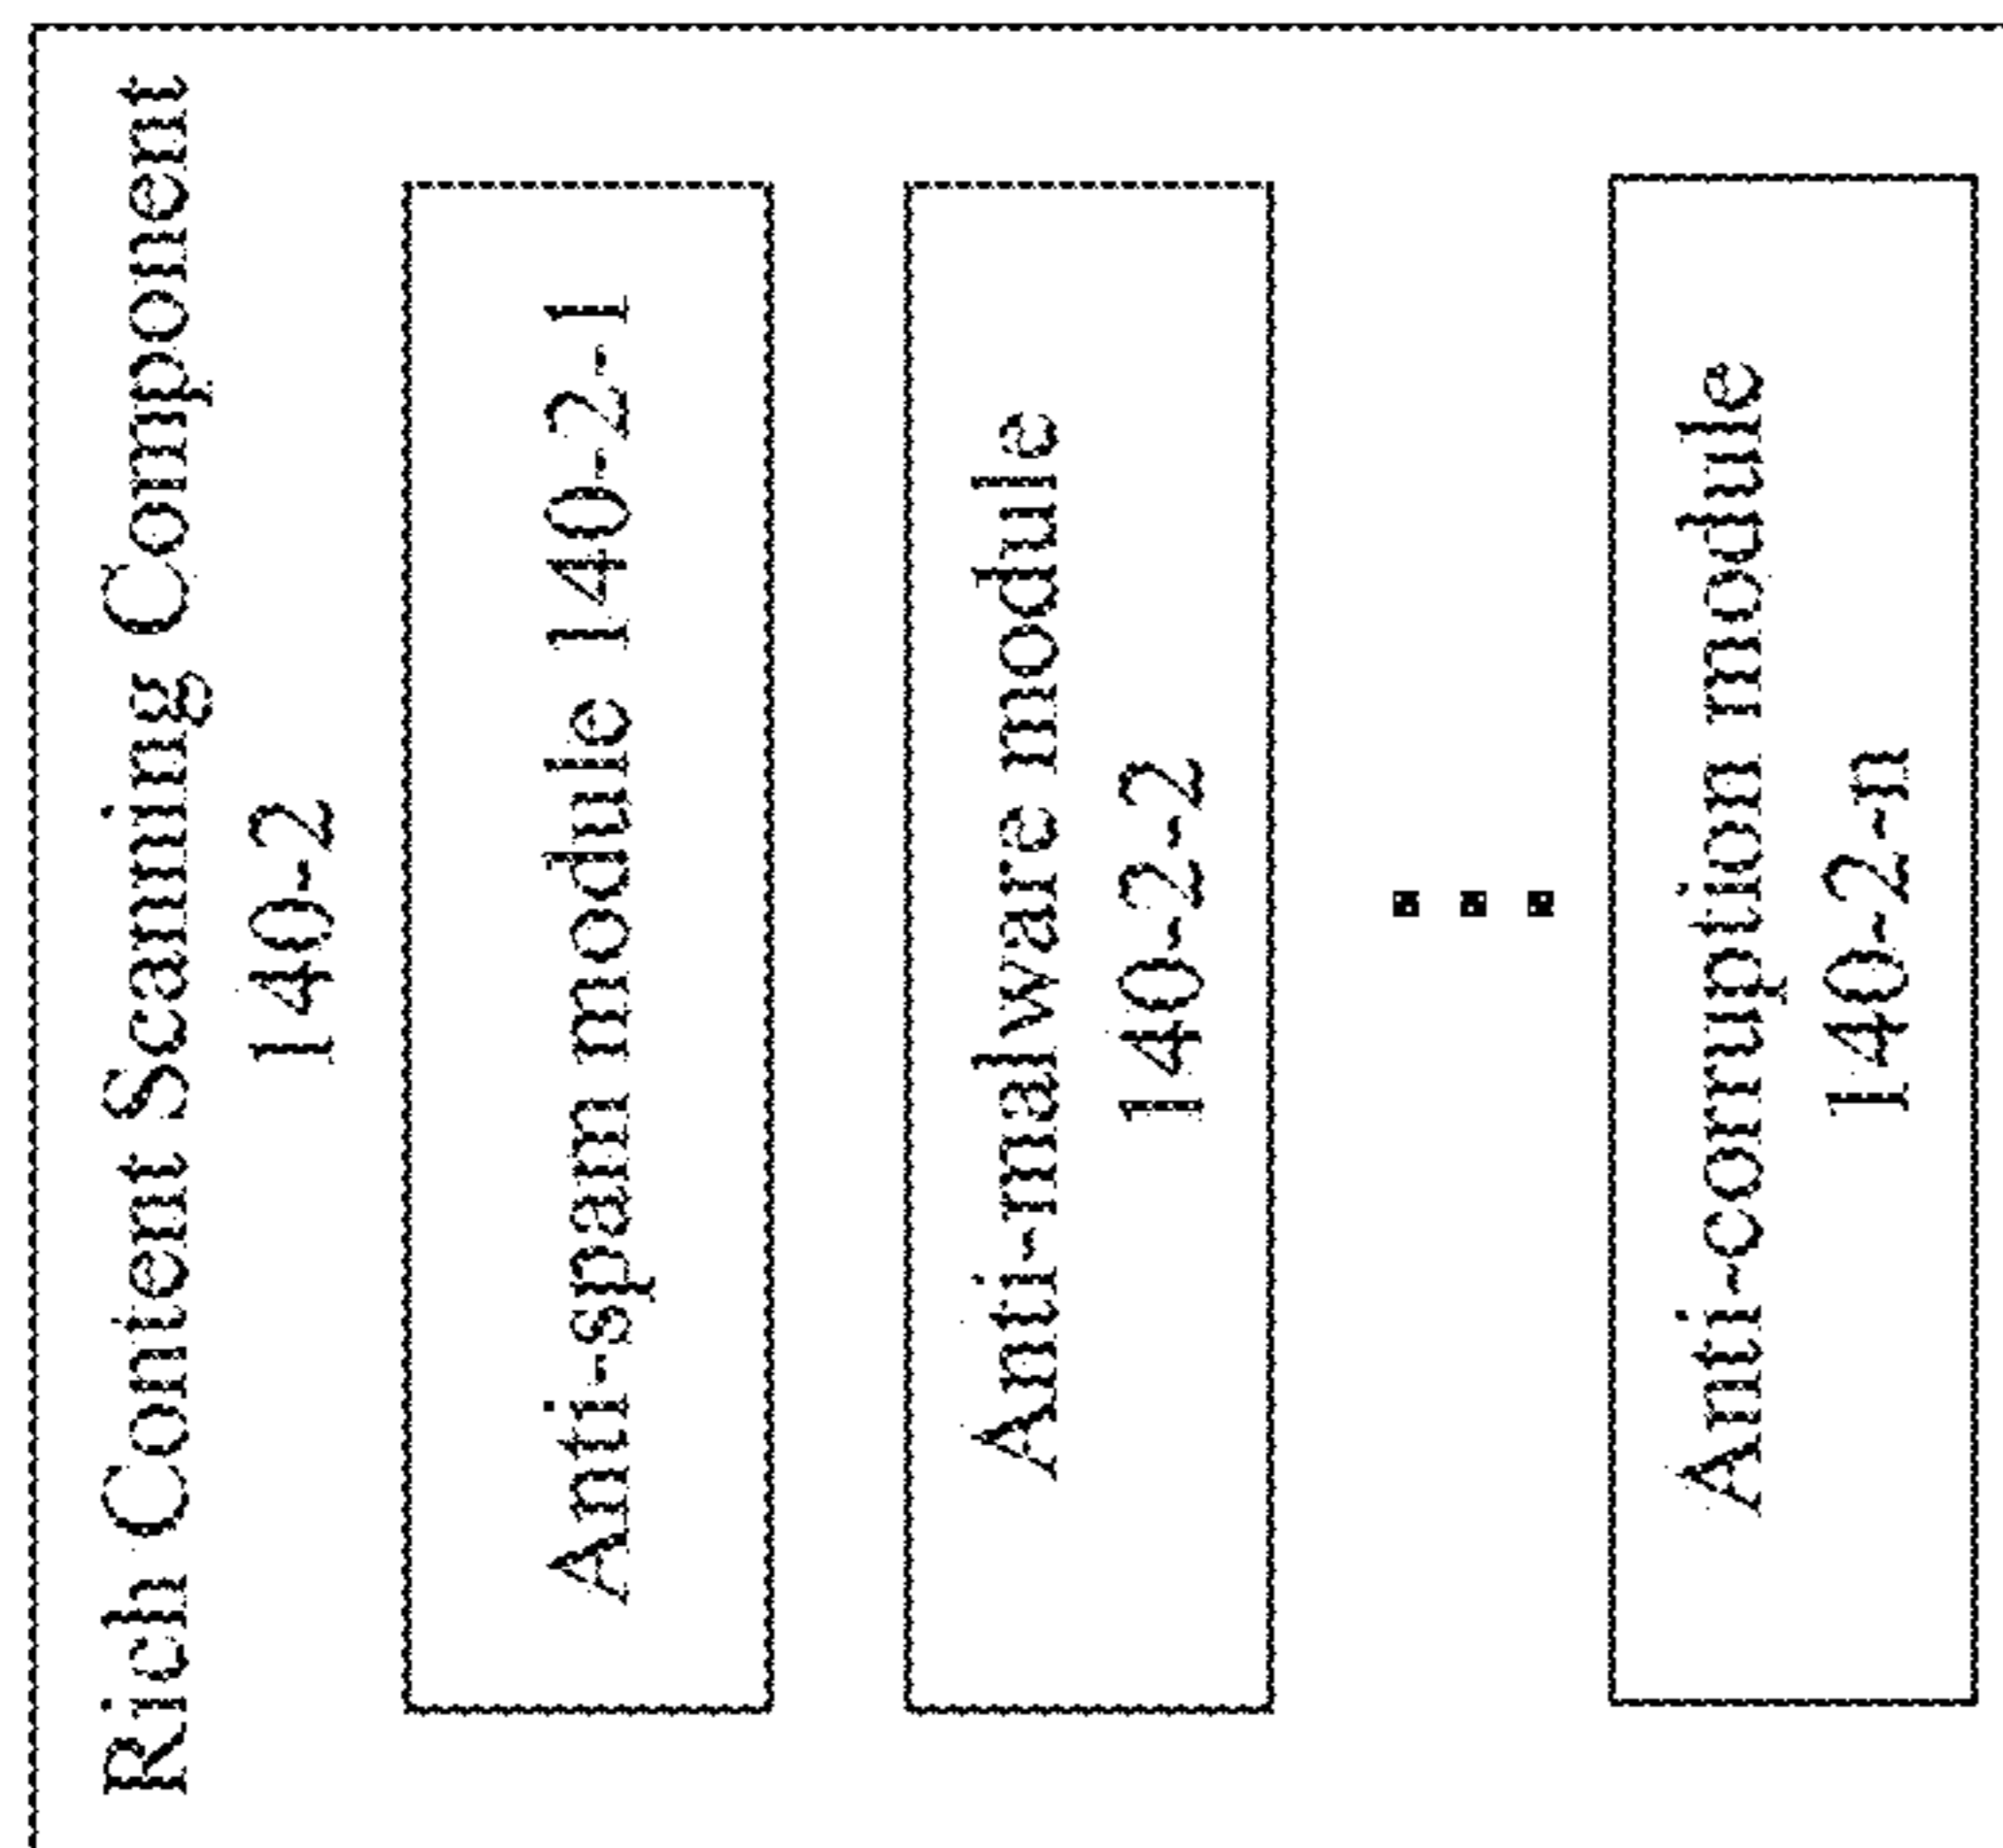 Rich Content Scanning Component
140-2
Anti-spam module 140-2-1
Anti-malware module
140-2-2
Anti-corruption module
140-2-n